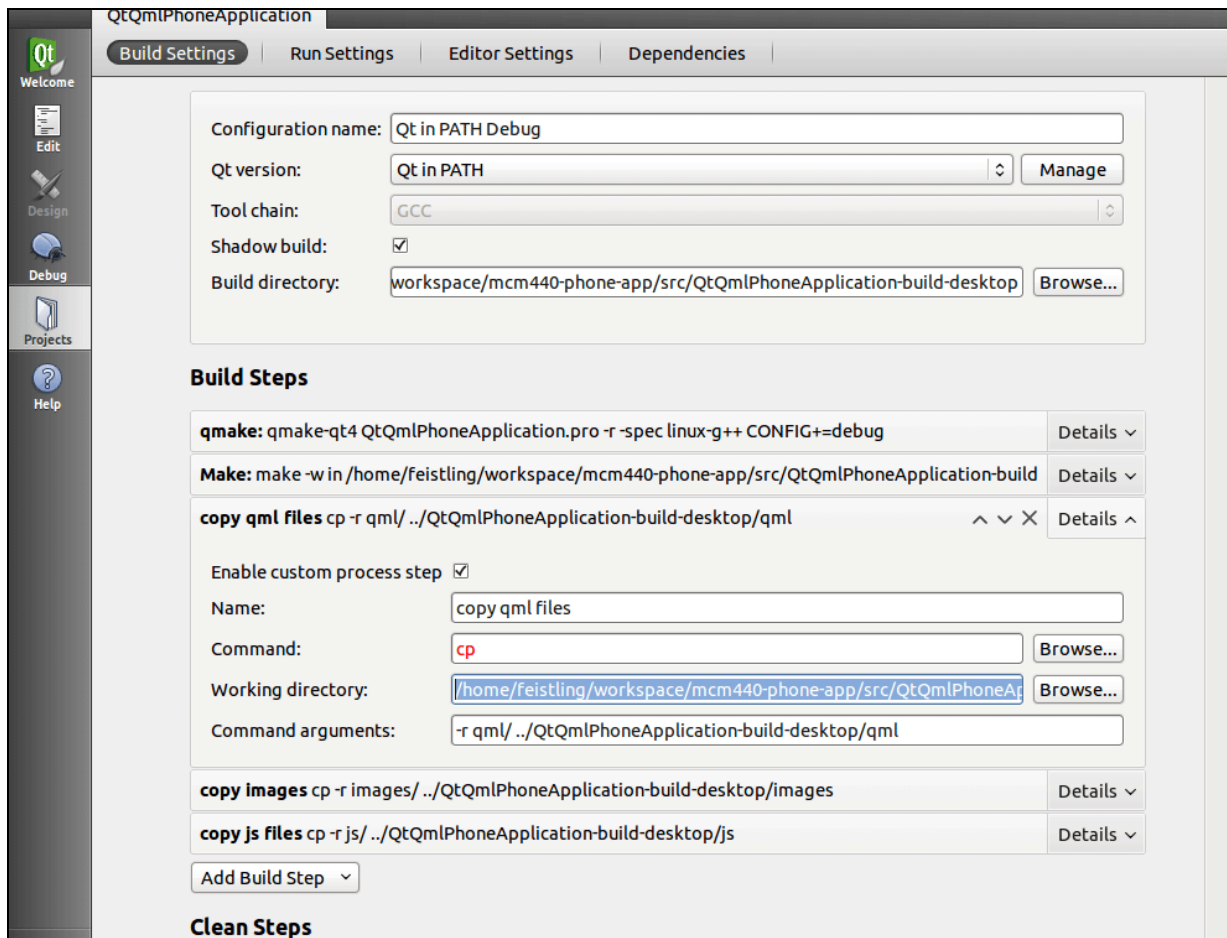 QtQmlPhoneApplication
Build Settings Run Settings Editor Settings Dependencies
Qt
Welcome
Edit
Design
Debug
Projects
Help
Configuration name: Qt in PATH Debug
Qt version: Qt in PATH Manage
Tool chain: GCC
Shadow build:
Build directory: workspace/mcm440-phone-app/src/QtQmlPhoneApplication-build-desktop Browse...
Build Steps
qmake: qmake-qt4 QtQmlPhoneApplication.pro -r -spec linux-g++ CONFIG+=debug Details
Make: make -w in /home/feistling/workspace/mcm440-phone-app/src/QtQmlPhoneApplication-build Details
copy qml files cp -r qml/ ../QtQmlPhoneApplication-build-desktop/qml Details
Enable custom process step
Name: copy qml files
Command: cp Browse...
Working directory: /home/feistling/workspace/mcm440-phone-app/src/QtQmlPhoneAp Browse...
Command arguments: -r qml/ ../QtQmlPhoneApplication-build-desktop/qml
copy images cp -r images/ ../QtQmlPhoneApplication-build-desktop/images Details
copy js files cp -r js/ ../QtQmlPhoneApplication-build-desktop/js Details
Add Build Step
Clean Steps